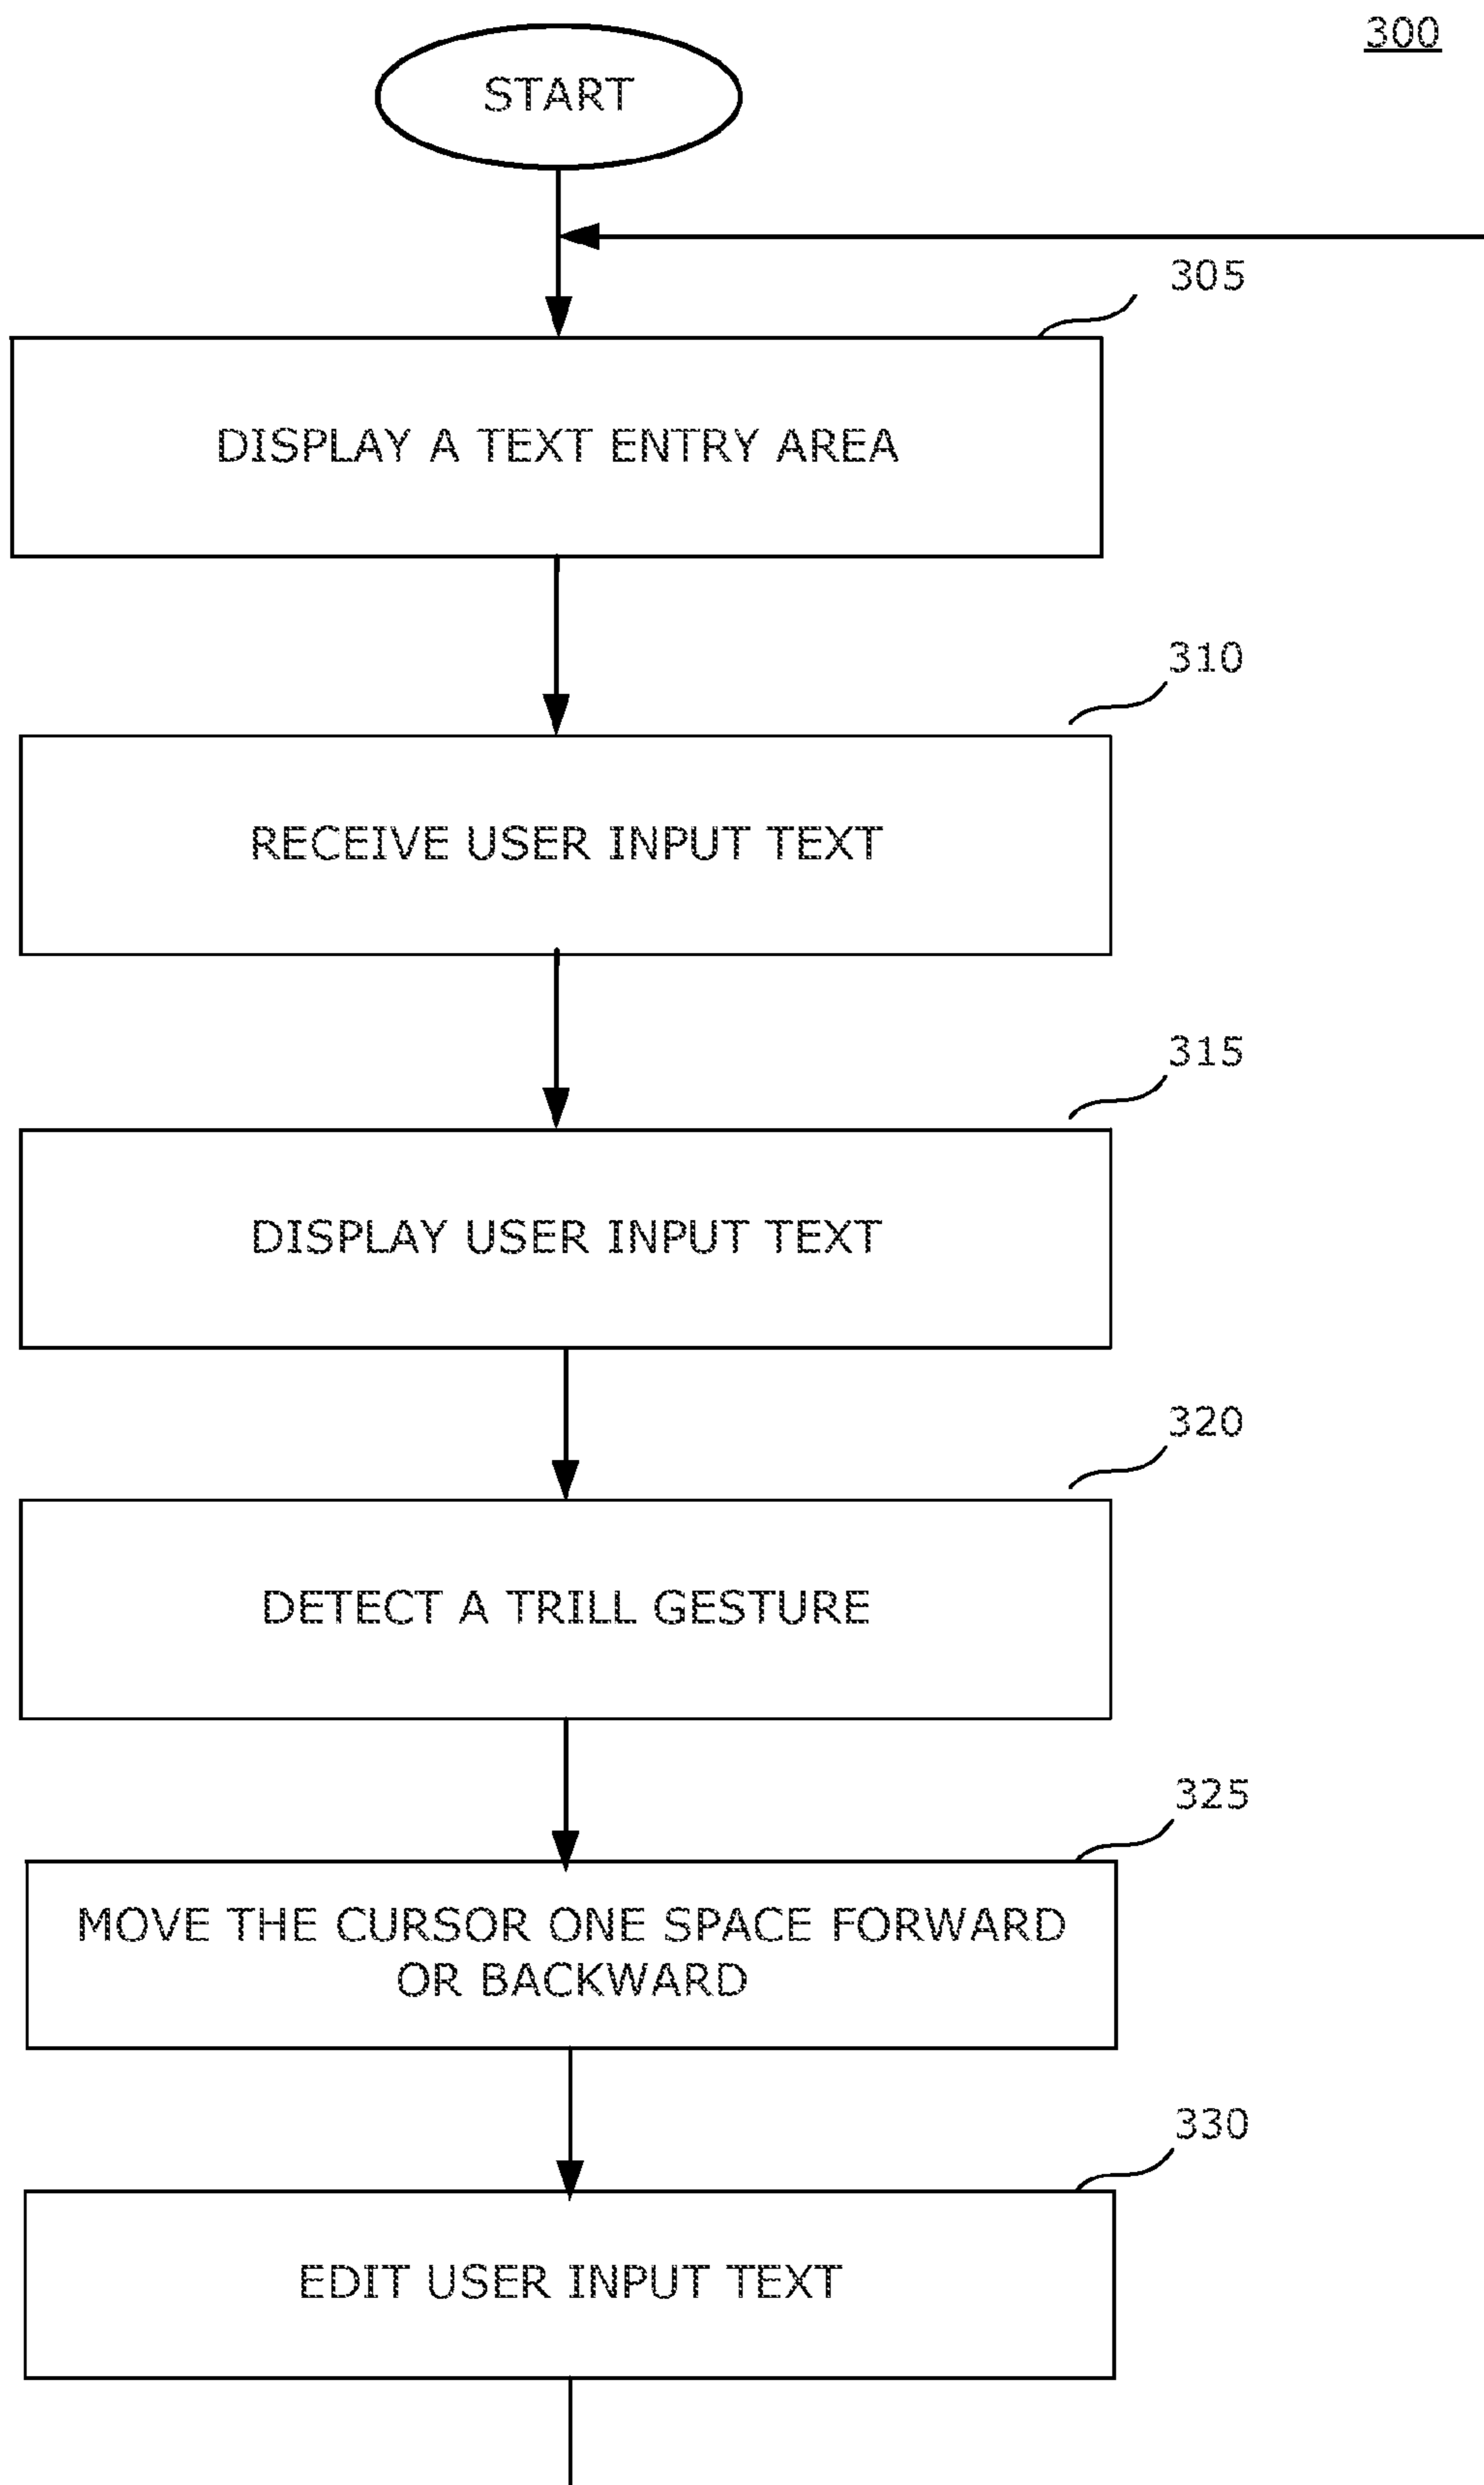 300
START
305
DISPLAY A TEXT ENTRY AREA
310
RECEIVE USER INPUT TEXT
315
DISPLAY USER INPUT TEXT
320
DETECT A TRILL GESTURE
325
MOVE THE CURSOR ONE SPACE FORWARD
OR BACKWARD
330
EDIT USER INPUT TEXT